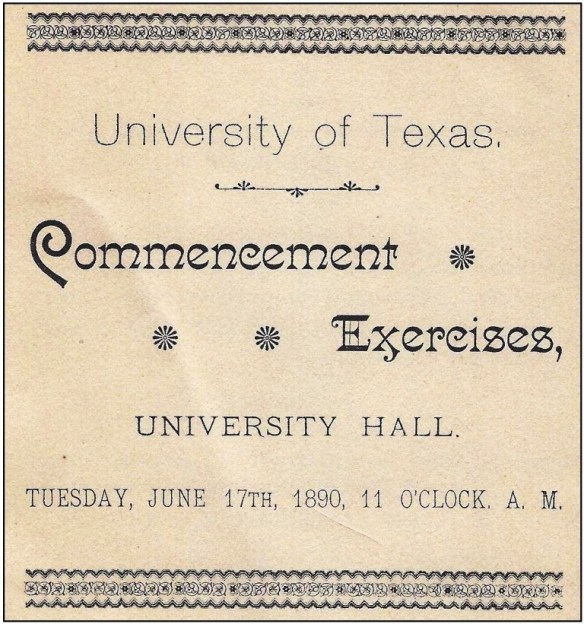 University of Texas.
Commencement
Exercises,
UNIVERSITY HALL.
TUESDAY, JUNE 17TH, 1890, 11 O'CLOCK. A. M.